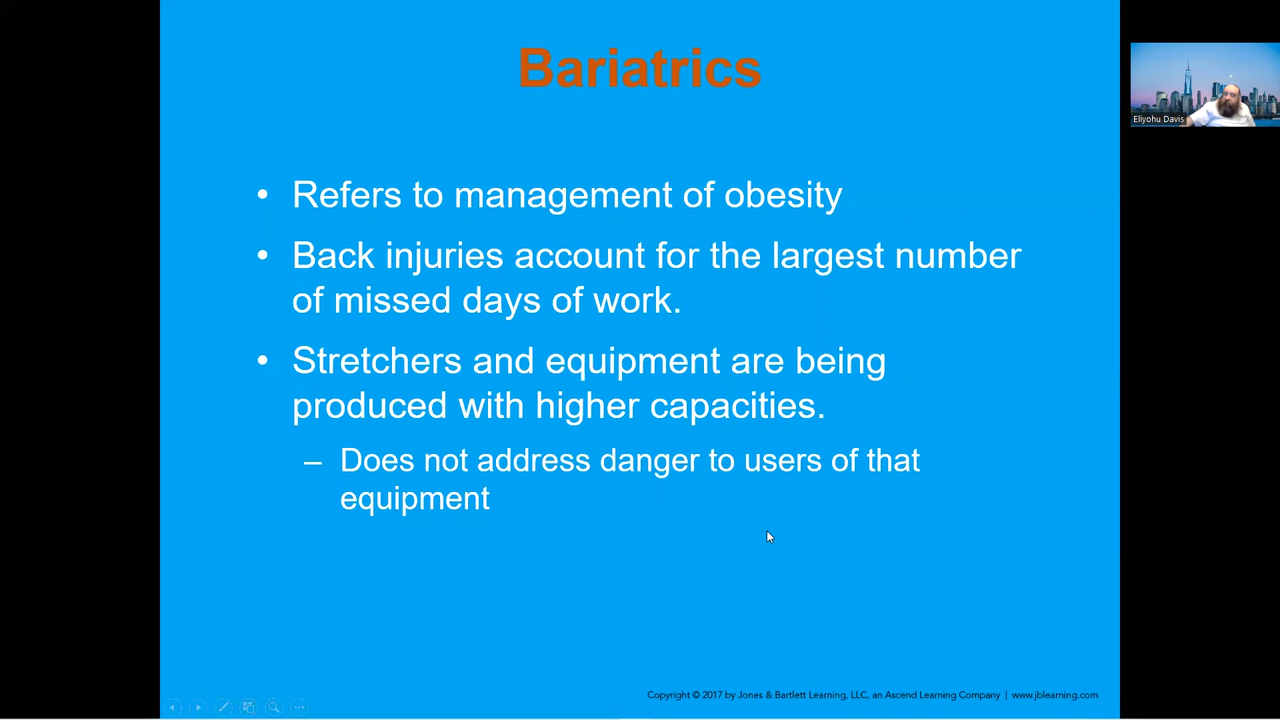 Bariatrics
• Refers to management of obesity
• Back injuries account for the largest number
of missed days of work.
• Stretchers and equipment are being
produced with higher capacities.
– Does not address danger to users of that
equipment
Copyright © 2017 by Jones & Bartlett Learning, LLC, an Ascend Learning Company | www.jblearning.com
Eliyohu Davis